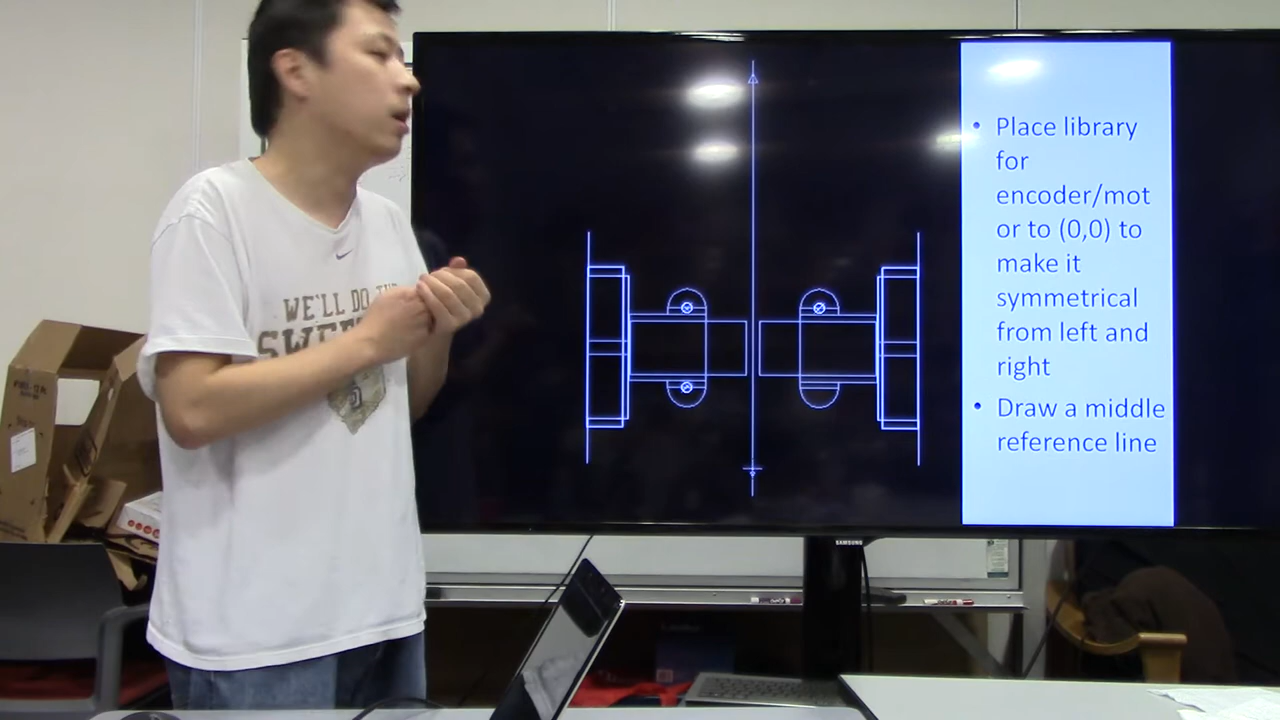 • Place library
for
encoder/mot
or to (0,0) to
make it
symmetrical
from left and
right
• Draw a middle
reference line
WE'LL DO THE
SAMSUNG